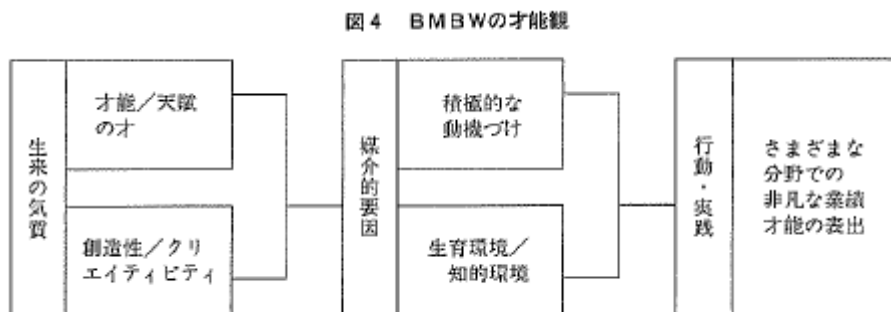 図4 BMBWの才能観
生来の気質
才能／天賦
の才
創造性／クリ
エイティビティ
媒介的要因
積極的な
動機づけ
生育環境／
知的環境
行動・実践
さまざまな
分野での
非凡な業績
才能の表出